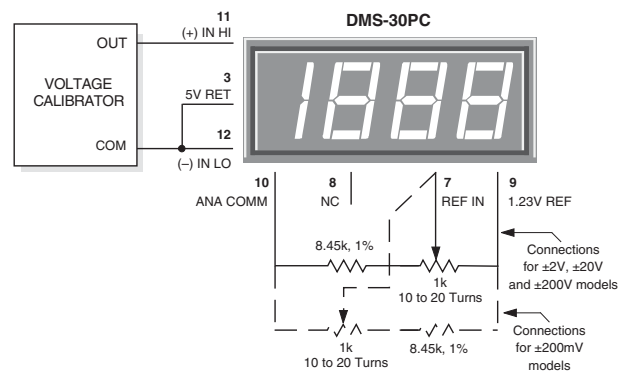 DMS-30PC
11
(+) IN HI
OUT
3
5V RET
VOLTAGE
CALIBRATOR
12
COM
(–) IN LO
1888
10
ANA COMM
8
NC
7
REF IN
9
1.23V REF
8.45k, 1%
1k
10 to 20 Turns
Connections
for ±2V, ±20V
and ±200V models
1k
10 to 20 Turns
8.45k, 1%
Connections
for ±200mV
models